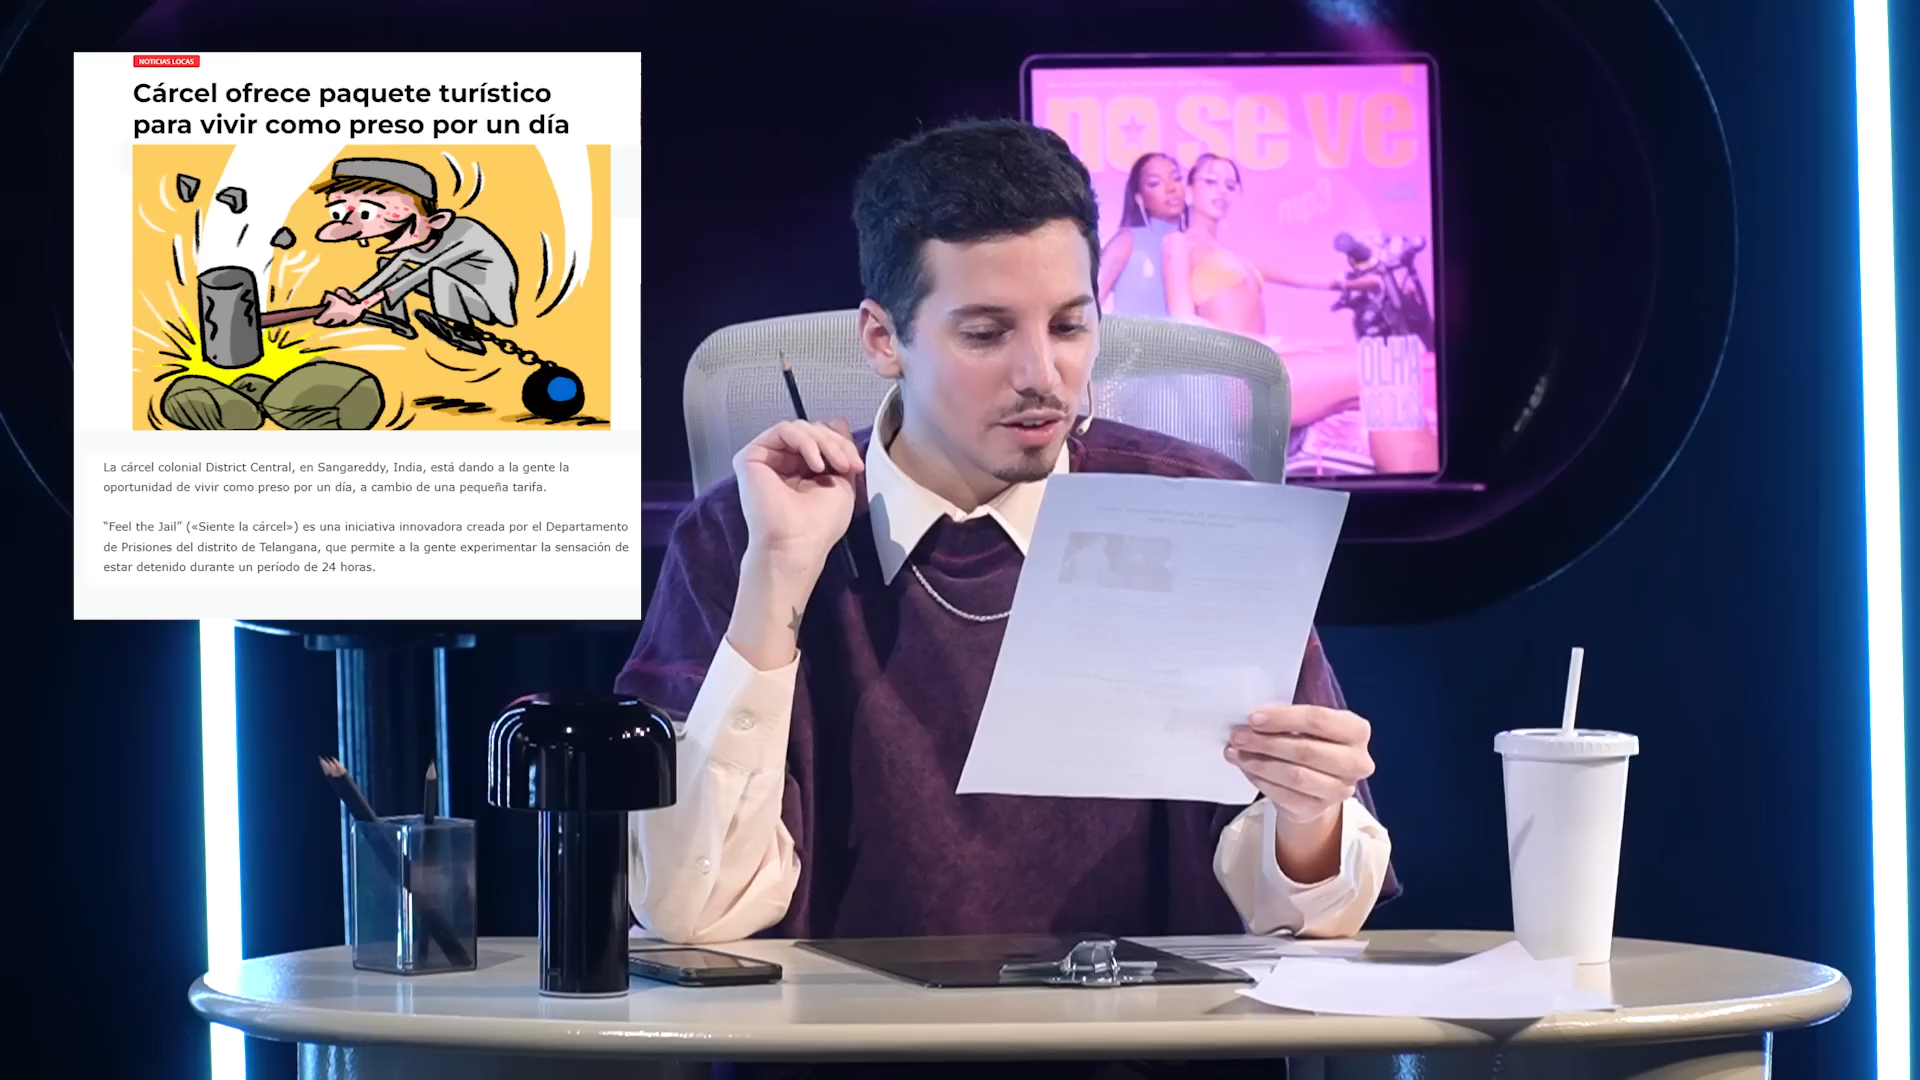 NOTICIAS LOCAS
Cárcel ofrece paquete turístico
para vivir como preso por un día
La cárcel colonial District Central, en Sangareddy, India, está dando a la gente la
oportunidad de vivir como preso por un día, a cambio de una pequeña tarifa.
“Feel the Jail” («Siente la cárcel») es una iniciativa innovadora creada por el Departamento
de Prisiones del distrito de Telangana, que permite a la gente experimentar la sensación de
estar detenido durante un período de 24 horas.
no se ve
mp3
OLHA